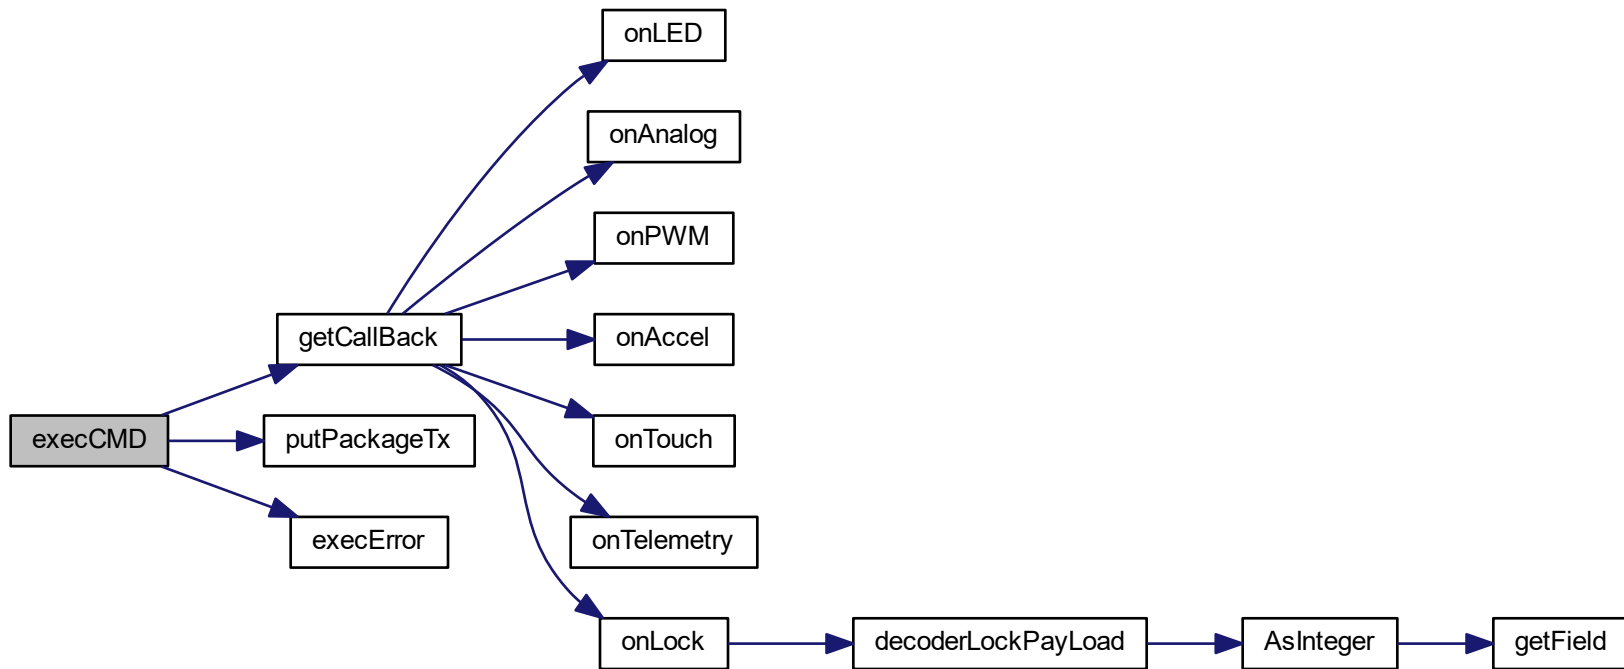 onLED
onAnalog
onPWM
getCallBack
onAccel
execCMD
putPackageTx
onTouch
execError
onTelemetry
onLock
decoderLockPayLoad
AsInteger
getField